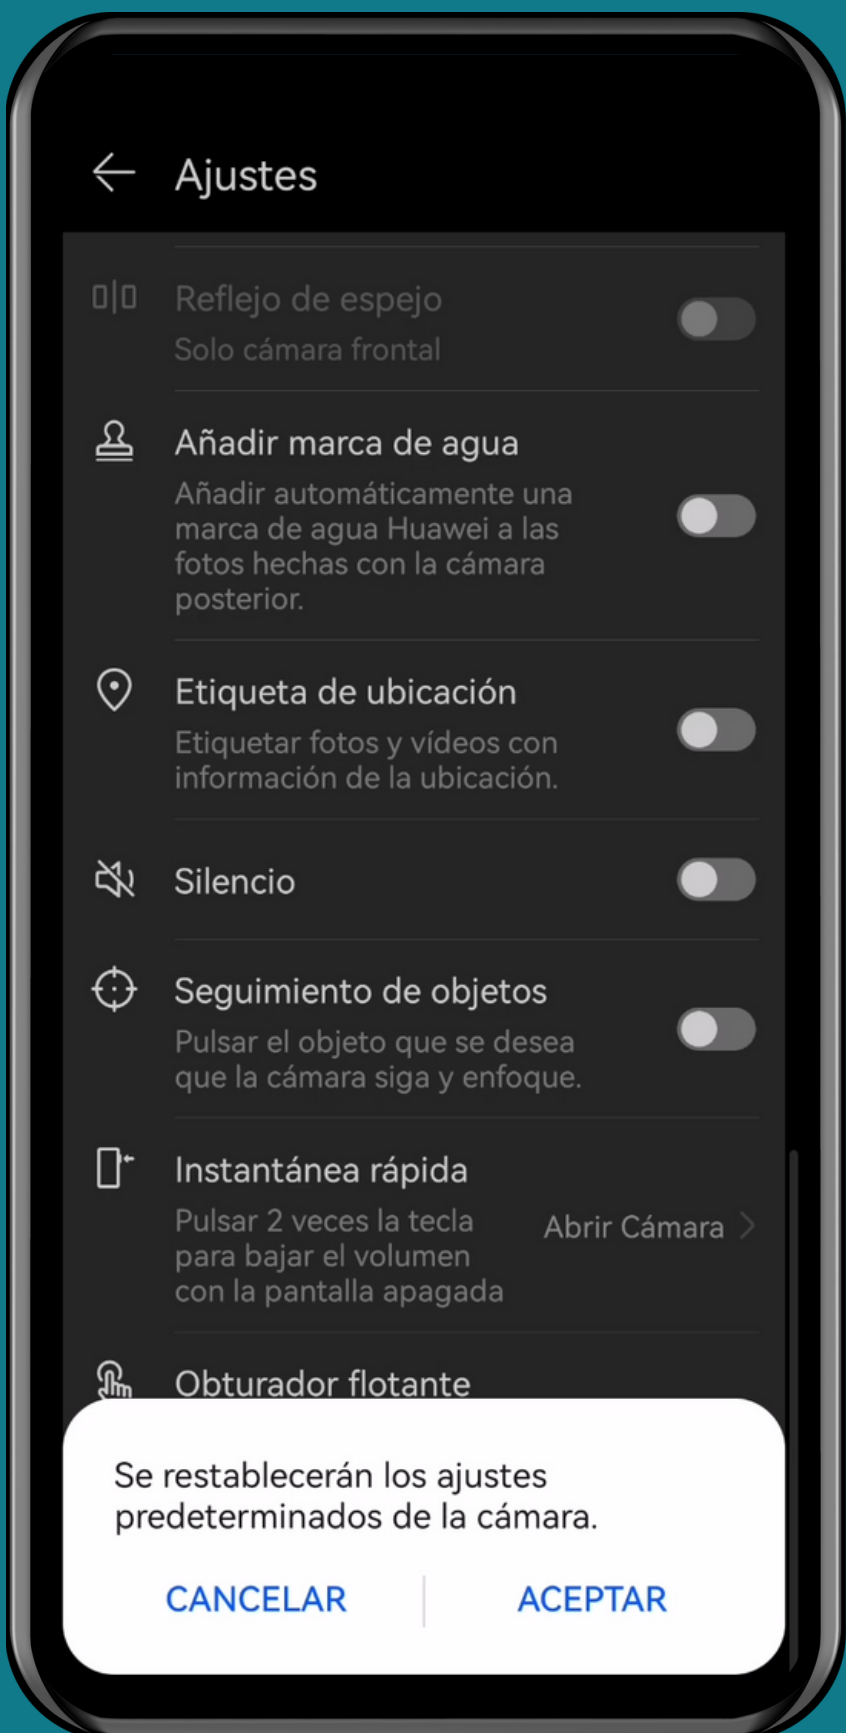 Ajustes
Reflejo de espejo
Solo cámara frontal
Añadir marca de agua
Añadir automáticamente una
marca de agua Huawei a las
fotos hechas con la cámara
posterior.
Etiqueta de ubicación
Etiquetar fotos y vídeos con
información de la ubicación.
Silencio
Seguimiento de objetos
Pulsar el objeto que se desea
que la cámara siga y enfoque.
Instantánea rápida
Pulsar 2 veces la tecla
para bajar el volumen
con la pantalla apagada
Abrir Cámara
Obturador flotante
Se restablecerán los ajustes
predeterminados de la cámara.
CANCELAR
ACEPTAR